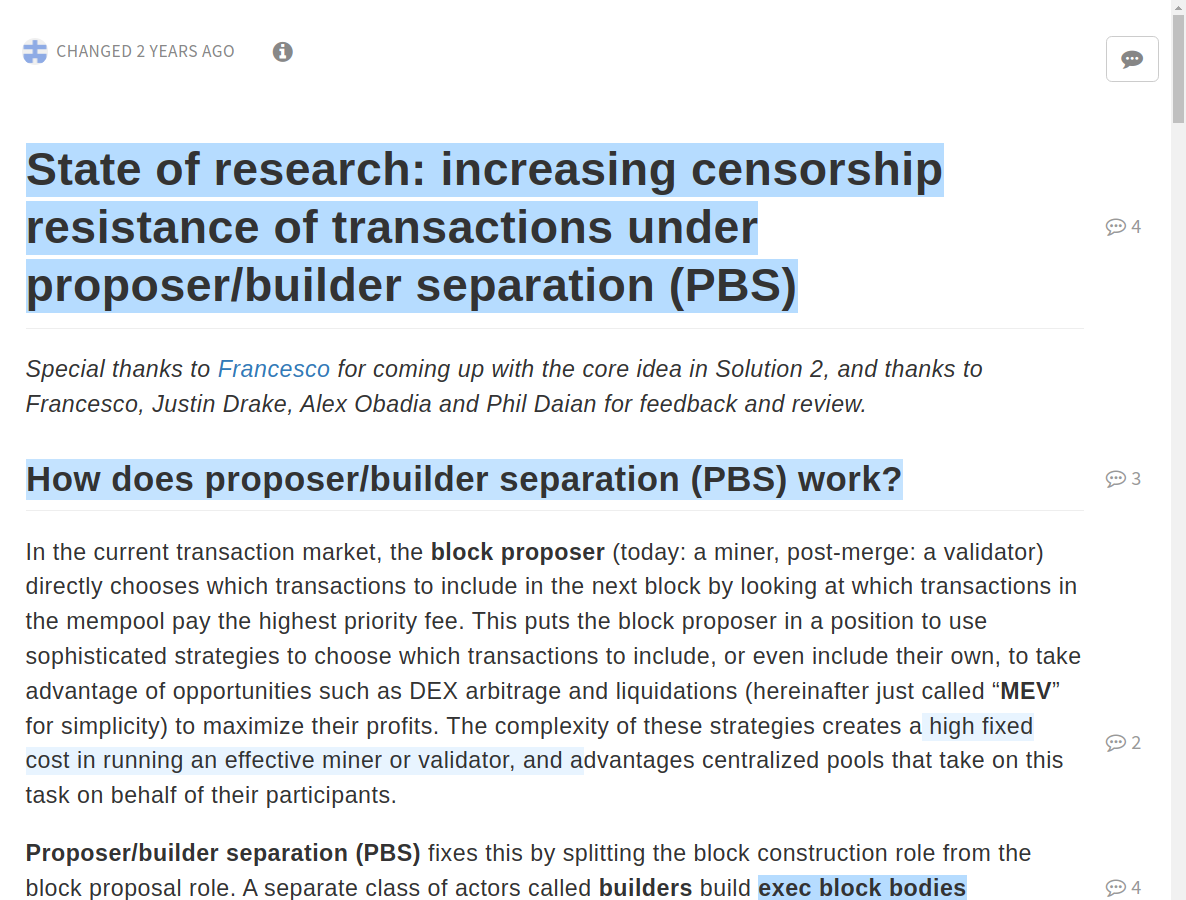 CHANGED 2 YEARS AGO
State of research: increasing censorship
resistance of transactions under
proposer/builder separation (PBS)
4
Special thanks to Francesco for coming up with the core idea in Solution 2, and thanks to
Francesco, Justin Drake, Alex Obadia and Phil Daian for feedback and review.
How does proposer/builder separation (PBS) work?
3
In the current transaction market, the block proposer (today: a miner, post-merge: a validator)
directly chooses which transactions to include in the next block by looking at which transactions in
the mempool pay the highest priority fee. This puts the block proposer in a position to use
sophisticated strategies to choose which transactions to include, or even include their own, to take
advantage of opportunities such as DEX arbitrage and liquidations (hereinafter just called “MEV”
for simplicity) to maximize their profits. The complexity of these strategies creates a high fixed
cost in running an effective miner or validator, and advantages centralized pools that take on this
task on behalf of their participants.
2
Proposer/builder separation (PBS) fixes this by splitting the block construction role from the
block proposal role. A separate class of actors called builders build exec block bodies
4